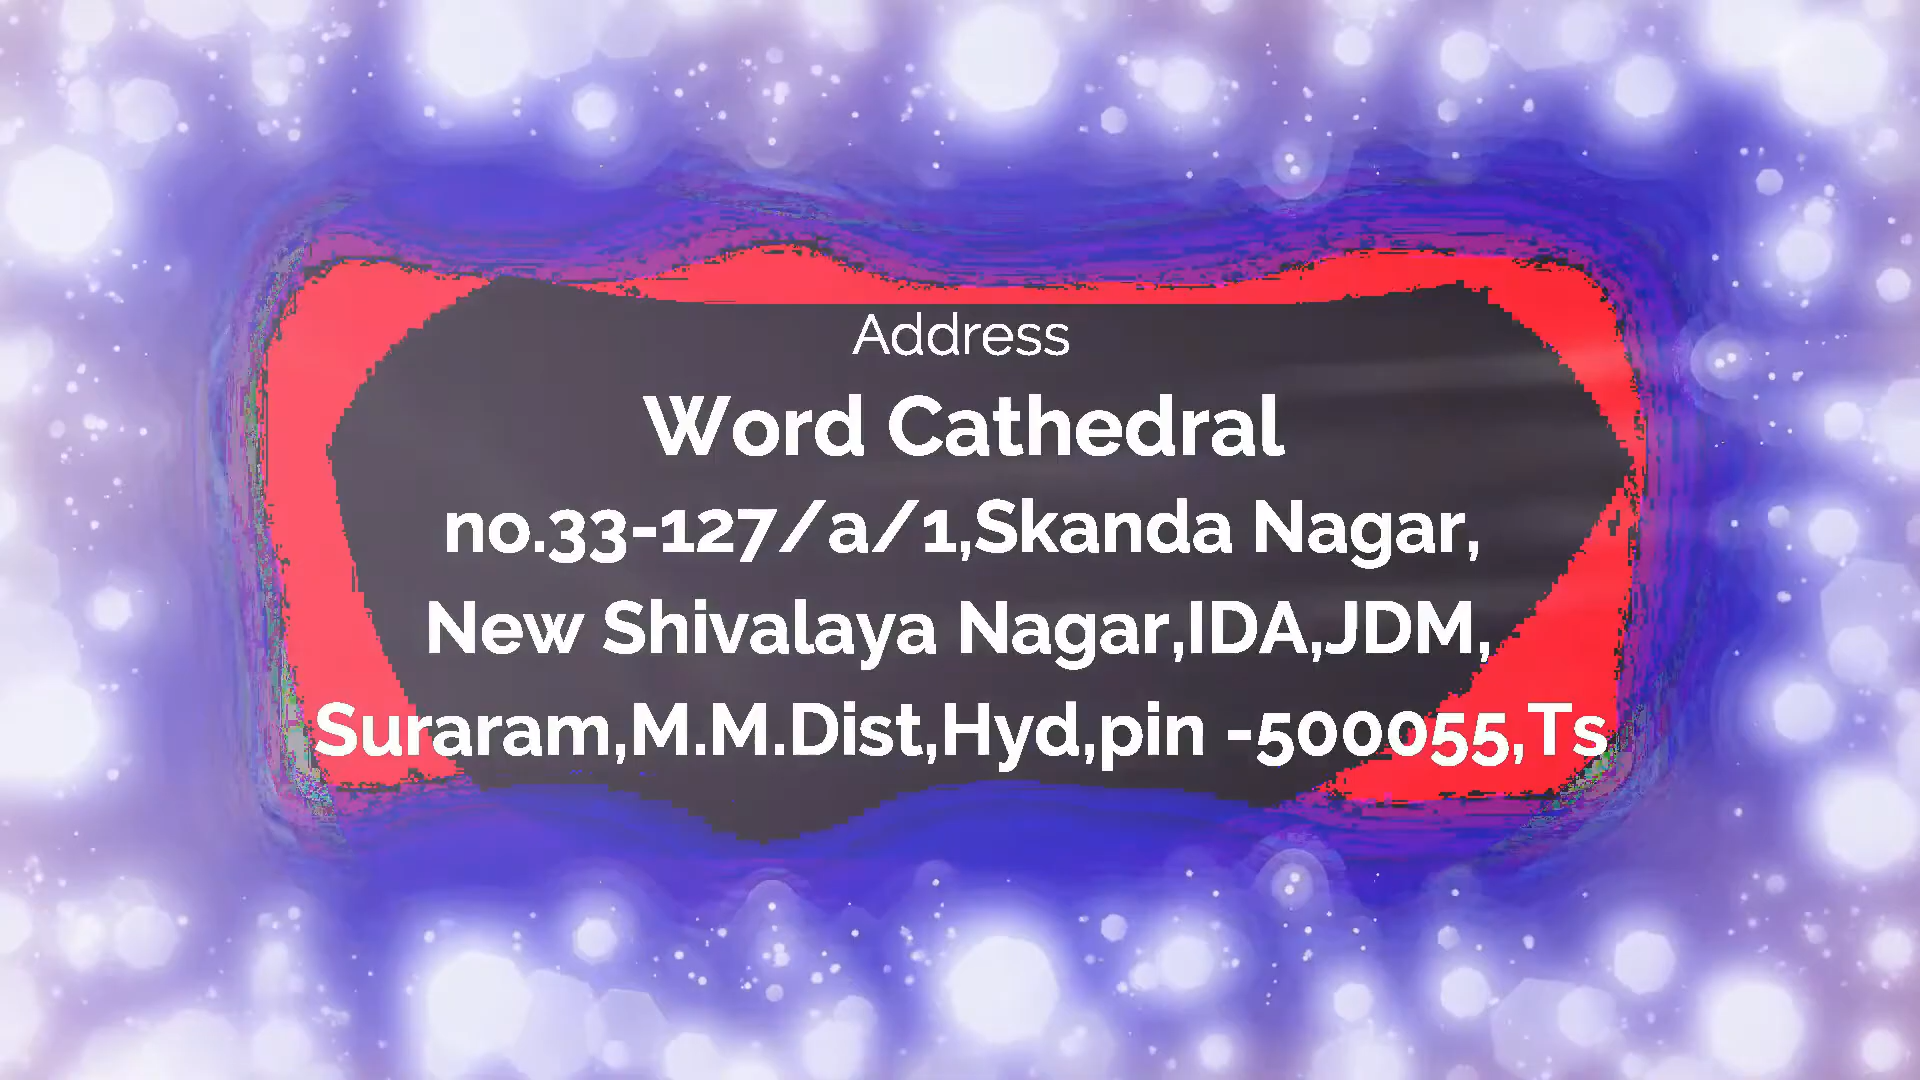 Address
Word Cathedral
no.33-127/a/1,Skanda Nagar,
New Shivalaya Nagar,IDA,JDM,
Suraram,M.M.Dist,Hyd,pin -500055,Ts